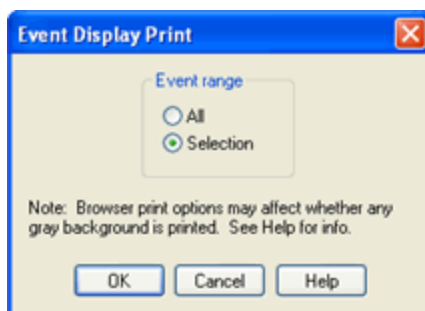 Event Display Print
Event range
All
Selection
Note: Browser print options may affect whether any
gray background is printed. See Help for info.
OK Cancel Help